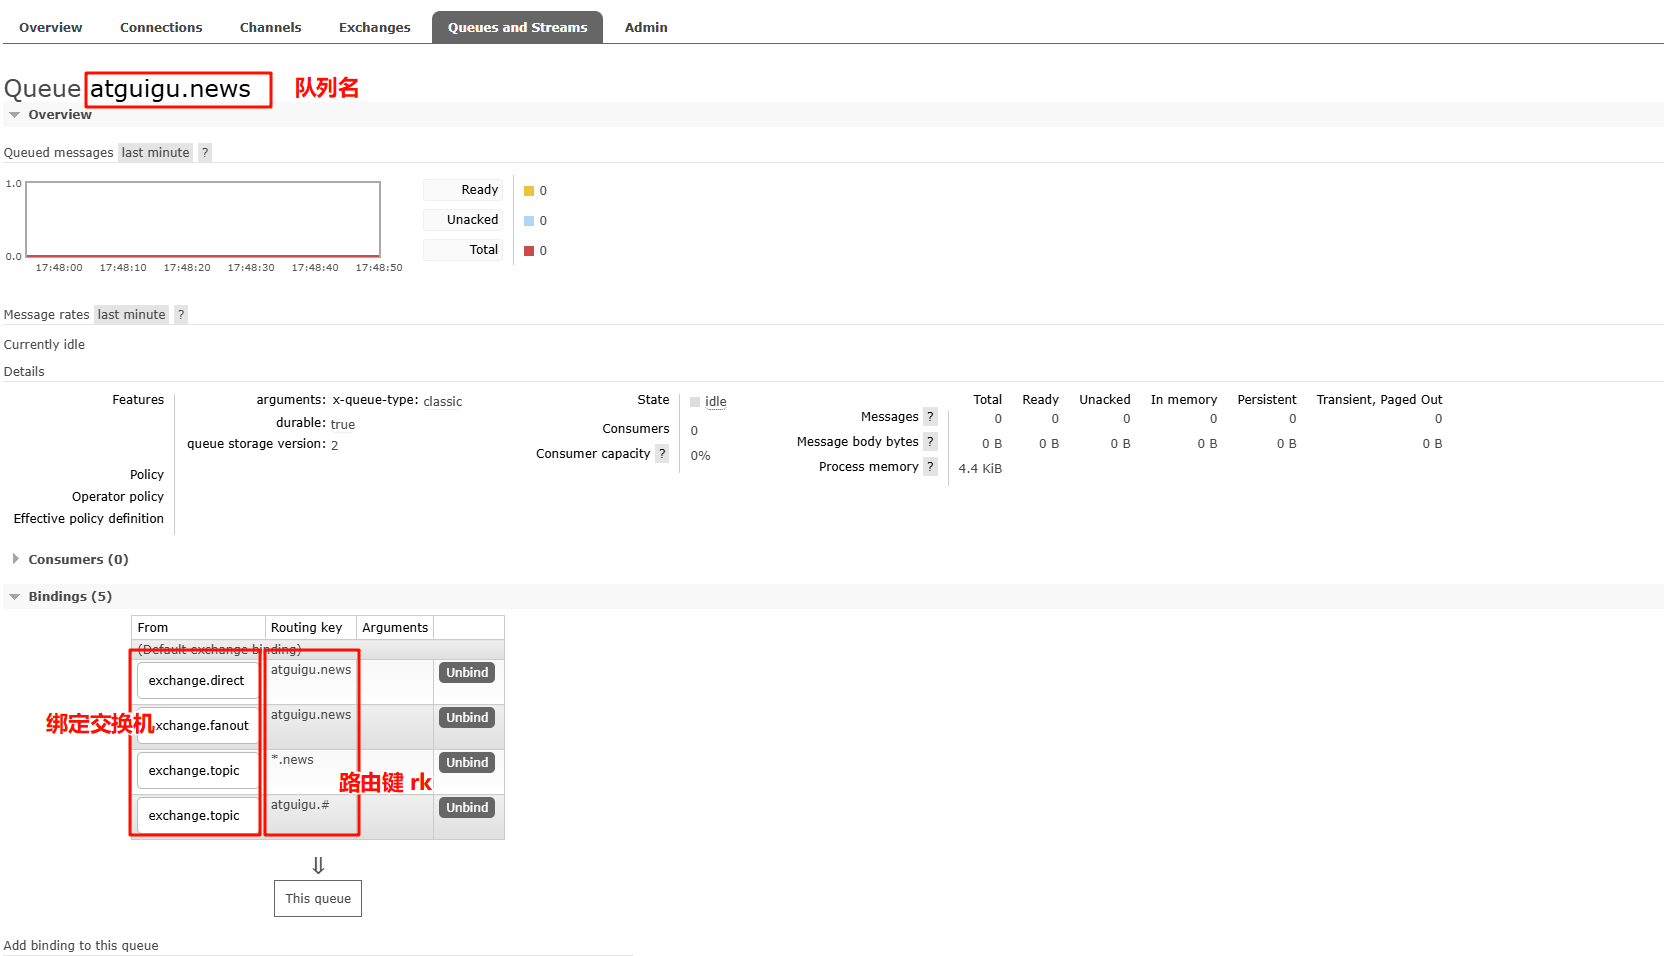 Overview Connections Channels Exchanges Queues and Streams Admin
Queue atguigu.news 队列名
Overview
Queued messages last minute ?
1.0
0.0
17:48:00 17:48:10 17:48:20 17:48:30 17:48:40 17:48:50
Ready 0
Unacked 0
Total 0
Message rates last minute ?
Currently idle
Details
Features
arguments: x-queue-type: classic
durable: true
queue storage version: 2
Policy
Operator policy
Effective policy definition
State idle
Consumers 0
Consumer capacity ? 0%
Total Ready Unacked In memory Persistent Transient, Paged Out
Messages ? 0 0 0 0 0 0
Message body bytes ? 0 B 0 B 0 B 0 B 0 B 0 B
Process memory ? 4.4 KiB
Consumers (0)
Bindings (5)
From Routing key Arguments
(Default exchange binding)
exchange.direct atguigu.news Unbind
绑定交换机
xchange.fanout atguigu.news Unbind
exchange.topic *.news Unbind
路由键 rk
exchange.topic atguigu.# Unbind
⇓
This queue
Add binding to this queue